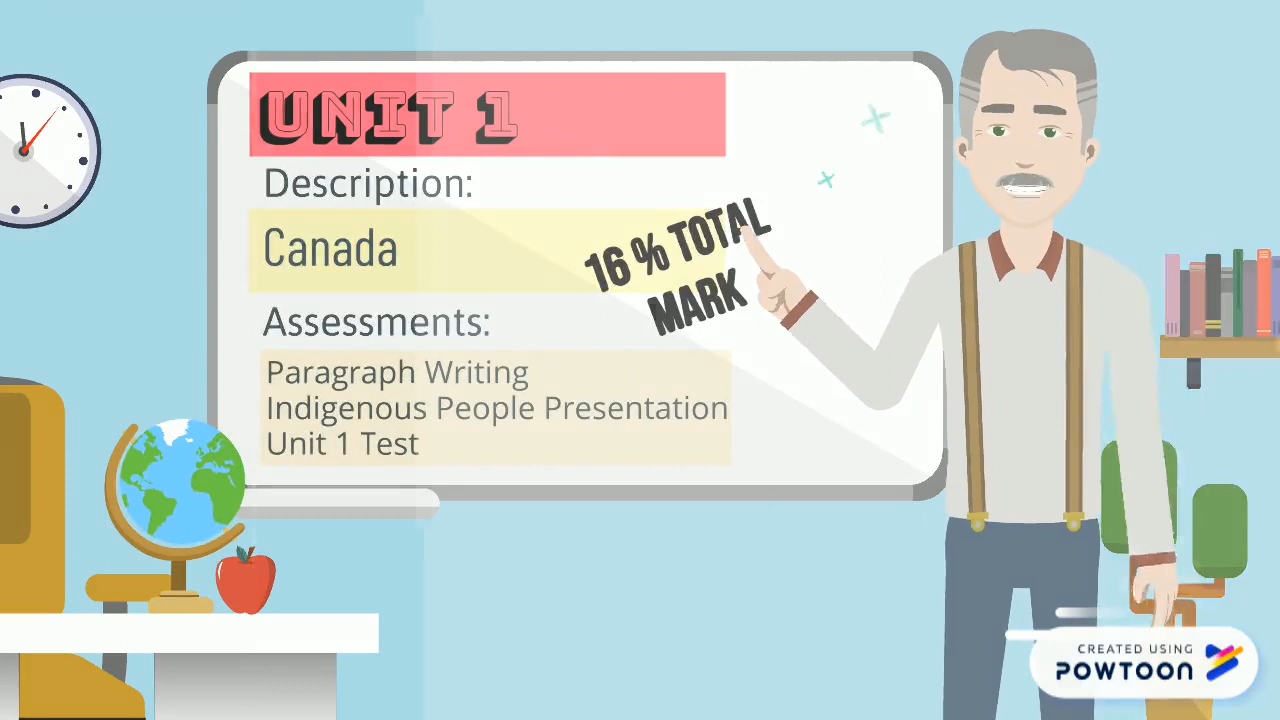 UNIT 1
Description:
Canada
16 % TOTAL
MARK
Assessments:
Paragraph Writing
Indigenous People Presentation
Unit 1 Test
CREATED USING
POWTOON